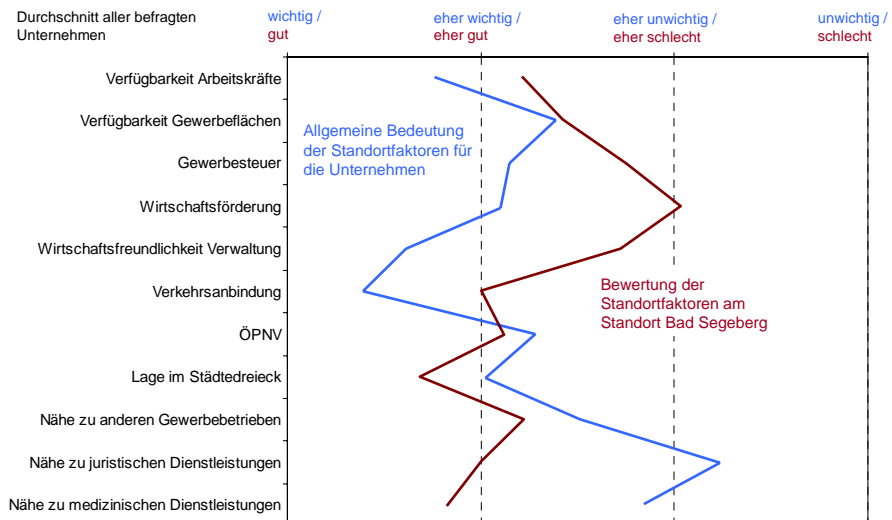 Durchschnitt aller befragten
Unternehmen
wichtig /
gut
eher wichtig /
eher gut
eher unwichtig /
eher schlecht
unwichtig /
schlecht
Verfügbarkeit Arbeitskräfte
Verfügbarkeit Gewerbeflächen
Gewerbesteuer
Wirtschaftsförderung
Wirtschaftsfreundlichkeit Verwaltung
Verkehrsanbindung
ÖPNV
Lage im Städtedreieck
Nähe zu anderen Gewerbebetrieben
Nähe zu juristischen Dienstleistungen
Nähe zu medizinischen Dienstleistungen
Allgemeine Bedeutung
der Standortfaktoren für
die Unternehmen
Bewertung der
Standortfaktoren am
Standort Bad Segeberg